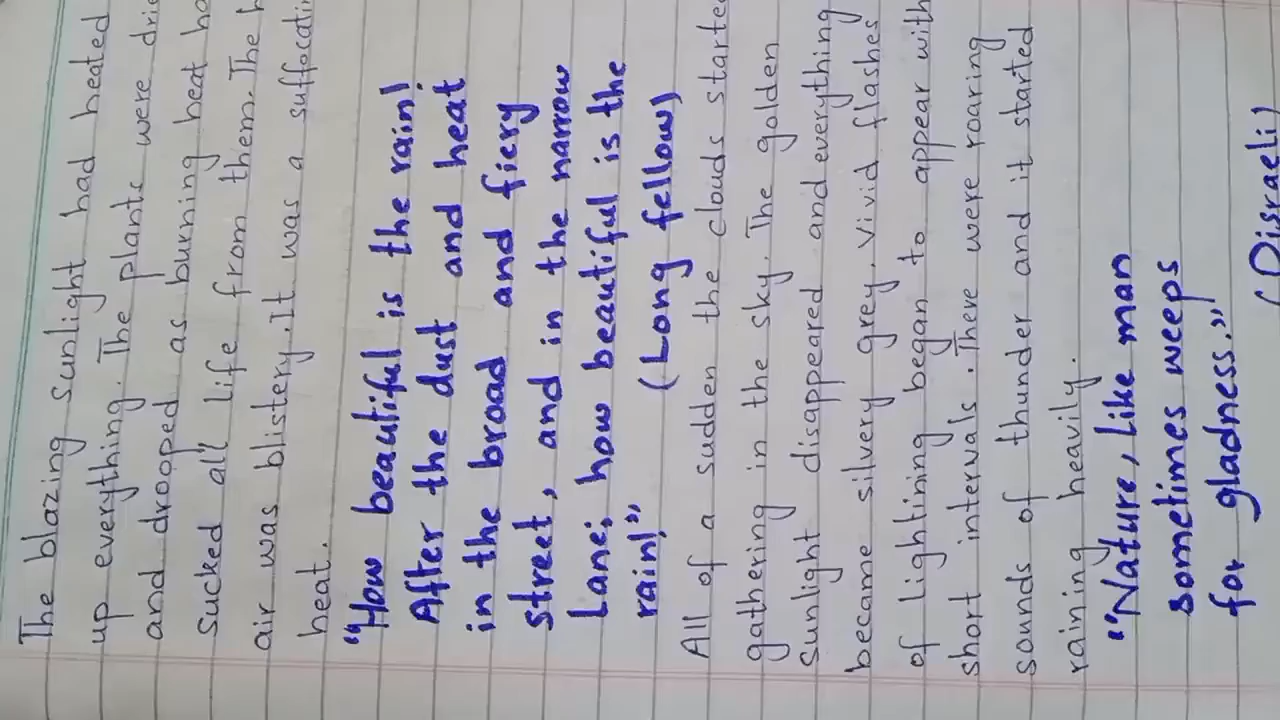 The blazing sunlight had heated
up everything. The plants were
and drooped as burning heat
sucked all life from them. The
air was blistery. It was a
heat.
"How beautiful is the rain!
After the dust and heat
in the broad and fiery
street, and in the narrow
Lane; how beautiful is the
rain!"
(Long fellow)
All of a sudden the clouds
gathering in the sky. The golden
sunlight disappeared and everything
became silvery grey. Vivid flashes
of lightining began to appear with
short intervals. There were roaring
sounds of thunder and it started
raining heavily.
"Nature, Like man
sometimes weeps
for gladness."
(Disraeli)